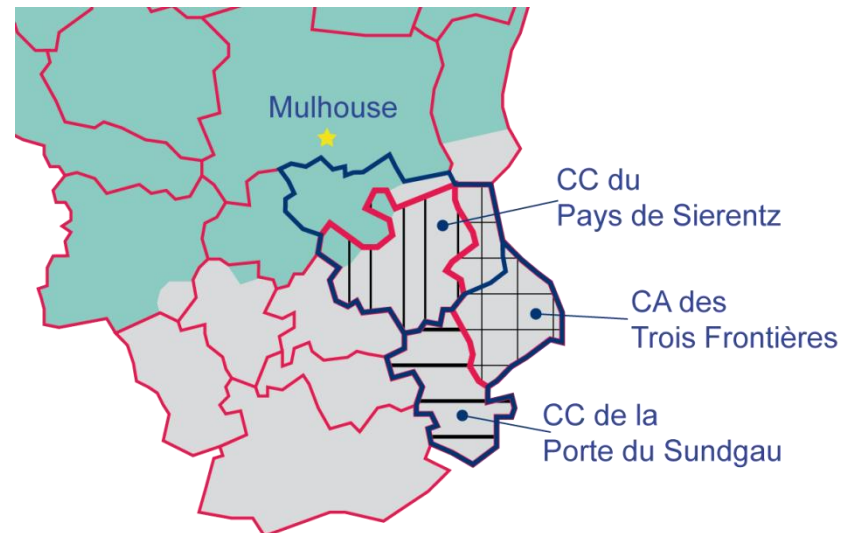 Mulhouse
CC du
Pays de Sierentz
CA des
Trois Frontières
CC de la
Porte du Sundgau